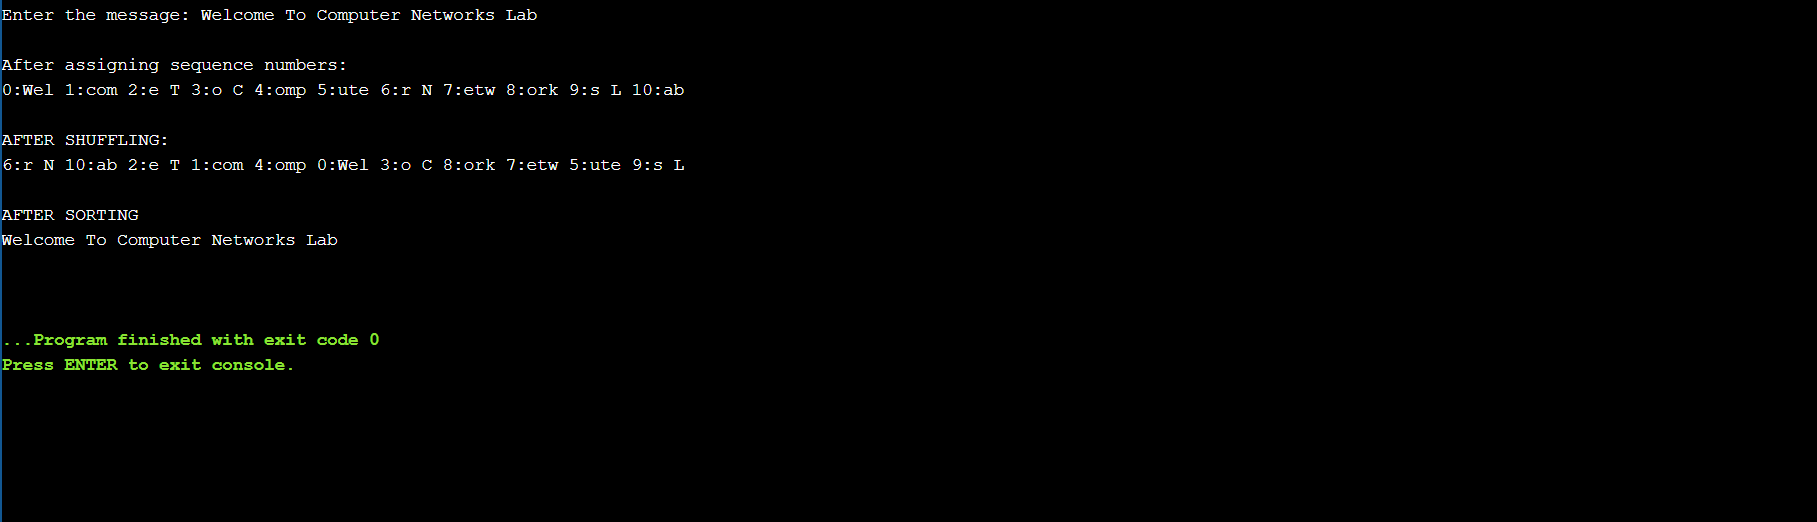 Enter the message: Welcome To Computer Networks Lab
After assigning sequence numbers:
0:Wel 1:com 2:e T 3:o C 4:omp 5:ute 6:r N 7:etw 8:ork 9:s L 10:ab
AFTER SHUFFLING:
6:r N 10:ab 2:e T 1:com 4:omp 0:Wel 3:o C 8:ork 7:etw 5:ute 9:s L
AFTER SORTING
Welcome To Computer Networks Lab
...Program finished with exit code 0
Press ENTER to exit console.